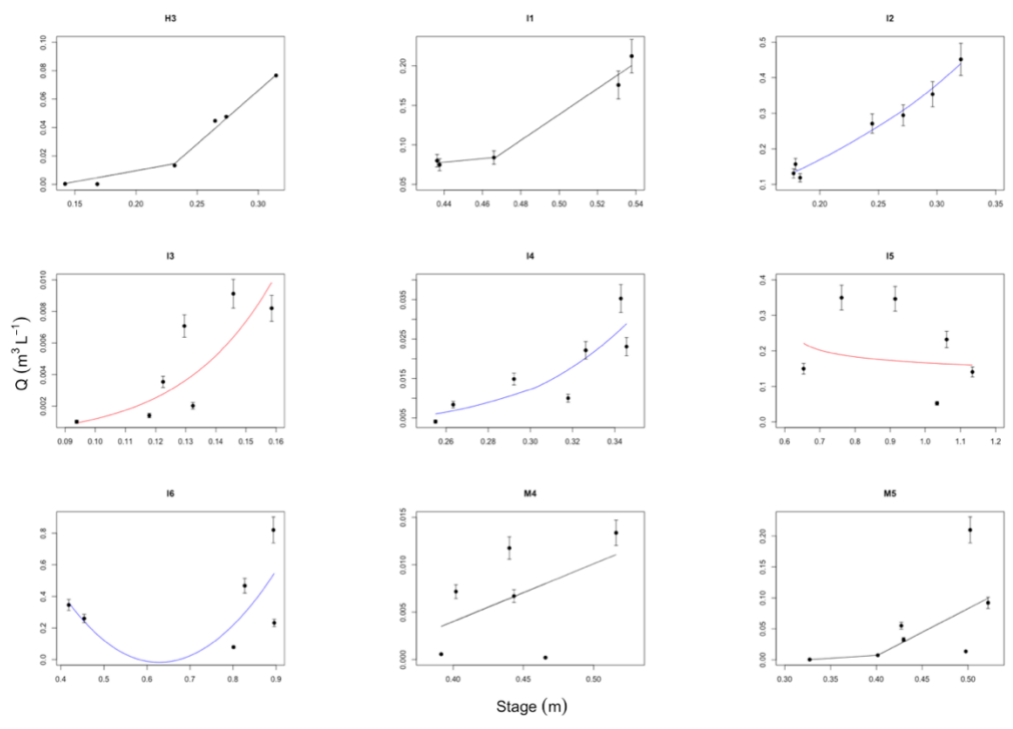 H3
0.00 0.02 0.04 0.06 0.08 0.10
0.15 0.20 0.25 0.30
I1
0.05 0.10 0.15 0.20
0.44 0.46 0.48 0.50 0.52 0.54
I2
0.1 0.2 0.3 0.4 0.5
0.20 0.25 0.30 0.35
I3
0.002 0.004 0.006 0.008 0.010
0.09 0.10 0.11 0.12 0.13 0.14 0.15 0.16
I4
0.005 0.015 0.025 0.035
0.26 0.28 0.30 0.32 0.34
I5
0.0 0.1 0.2 0.3 0.4
0.6 0.7 0.8 0.9 1.0 1.1 1.2
Q (m³ L⁻¹)
I6
0.0 0.2 0.4 0.6 0.8
0.4 0.5 0.6 0.7 0.8 0.9
M4
0.000 0.005 0.010 0.015
0.40 0.45 0.50
M5
0.00 0.05 0.10 0.15 0.20
0.30 0.35 0.40 0.45 0.50
Stage (m)